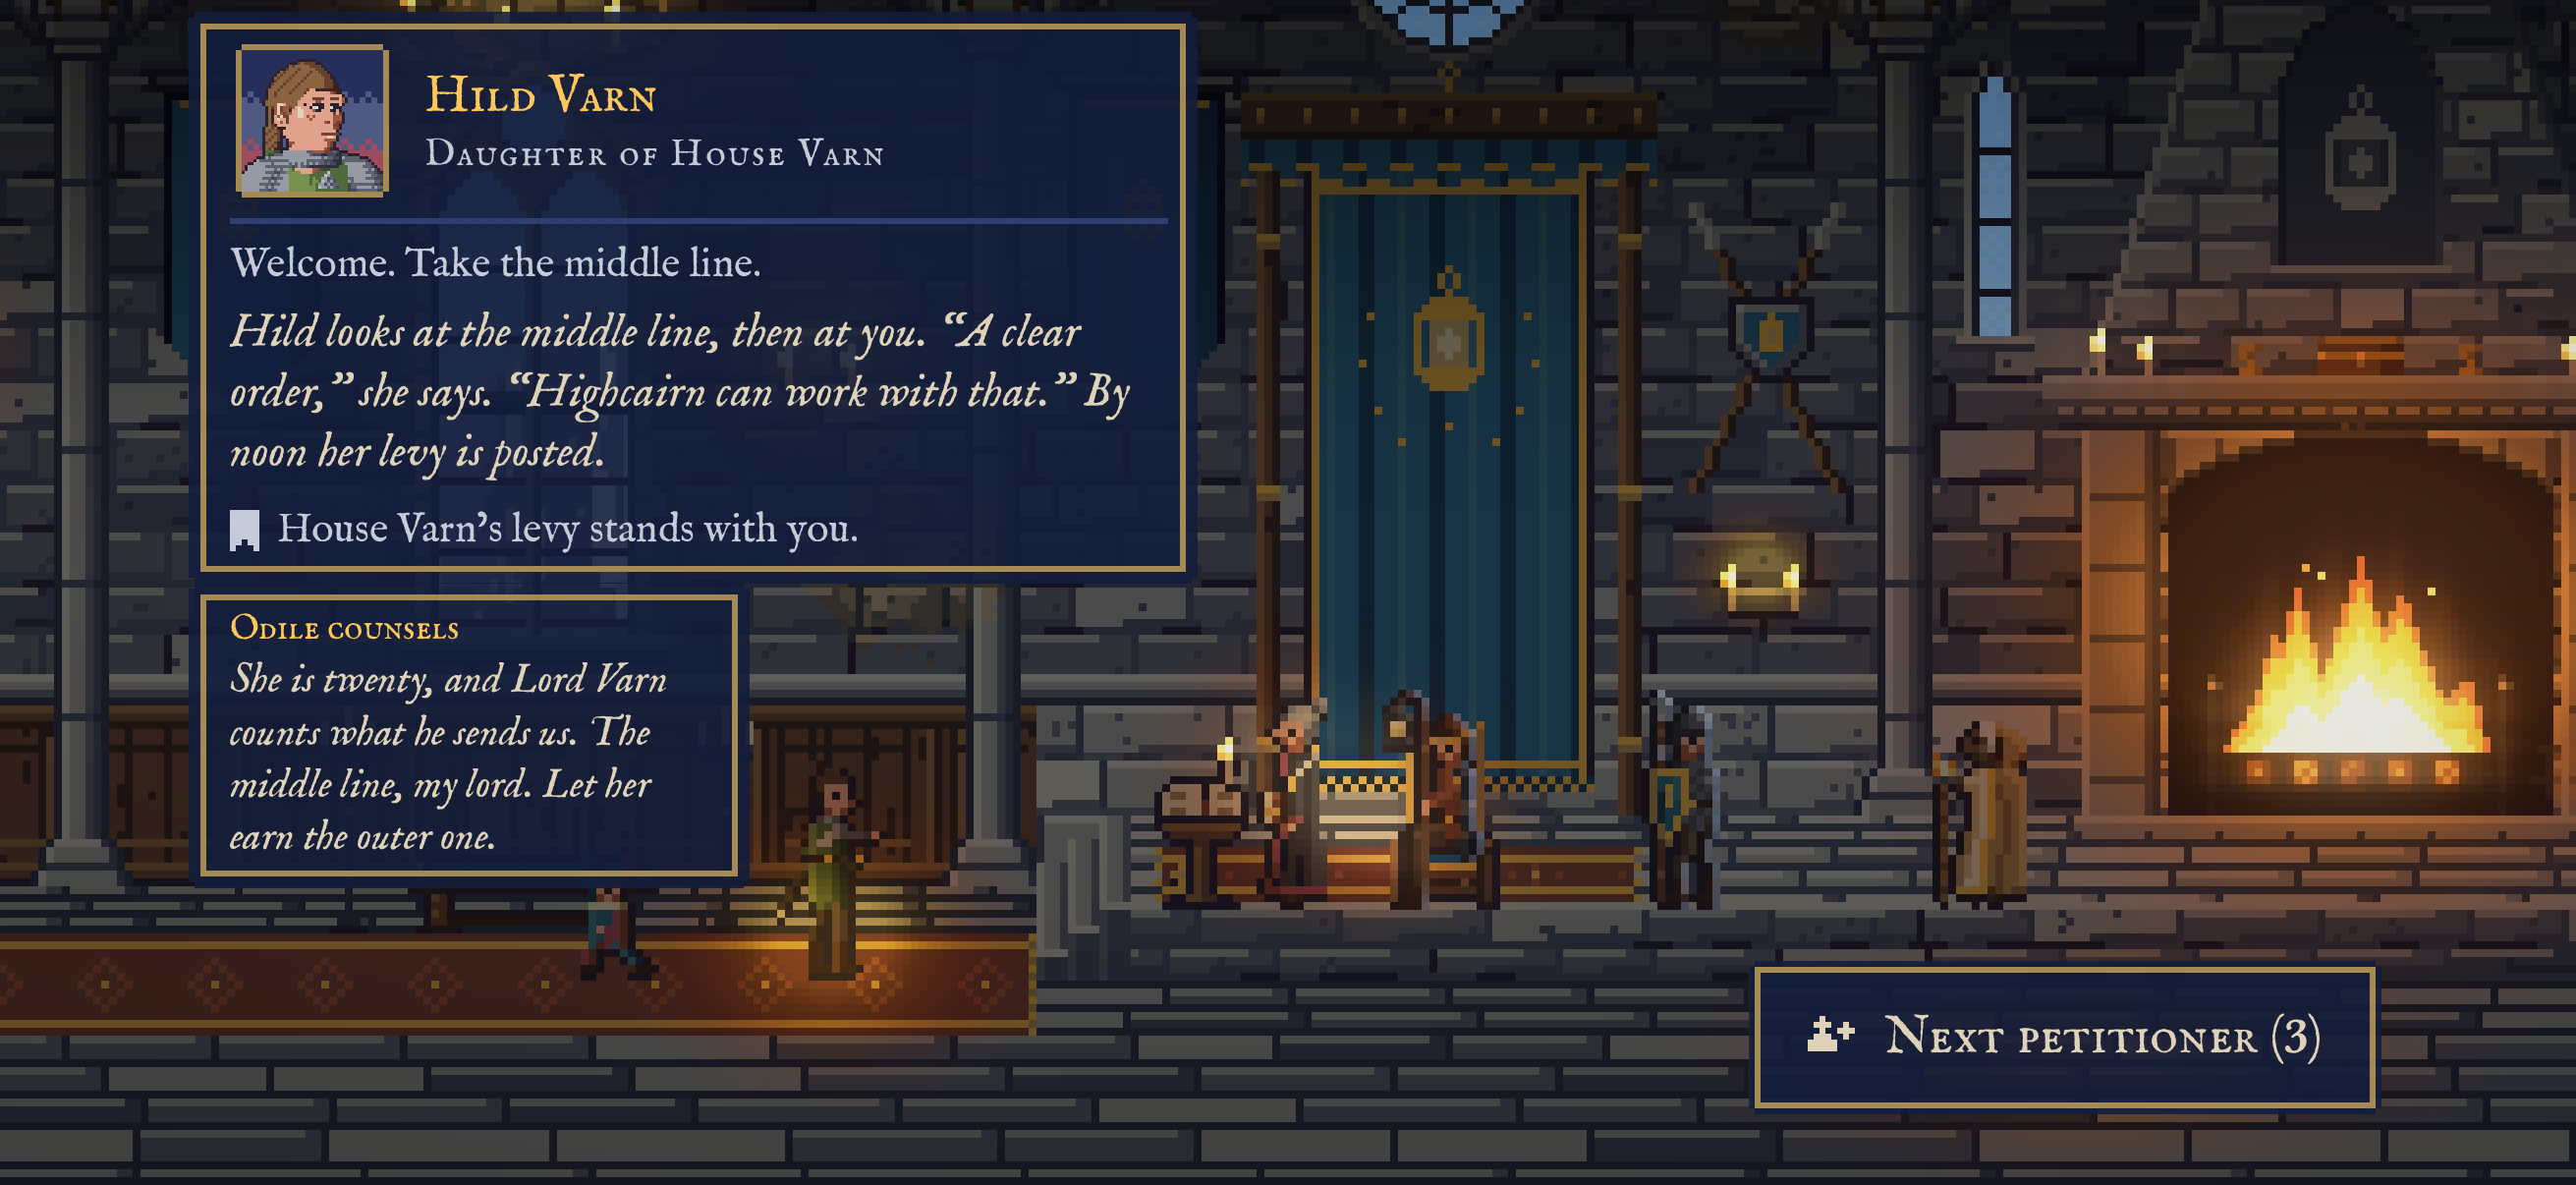 Hild Varn
Daughter of House Varn
Welcome. Take the middle line.
Hild looks at the middle line, then at you. “A clear
order,” she says. “Highcairn can work with that.” By
noon her levy is posted.
House Varn’s levy stands with you.
Odile counsels
She is twenty, and Lord Varn
counts what he sends us. The
middle line, my lord. Let her
earn the outer one.
Next petitioner (3)